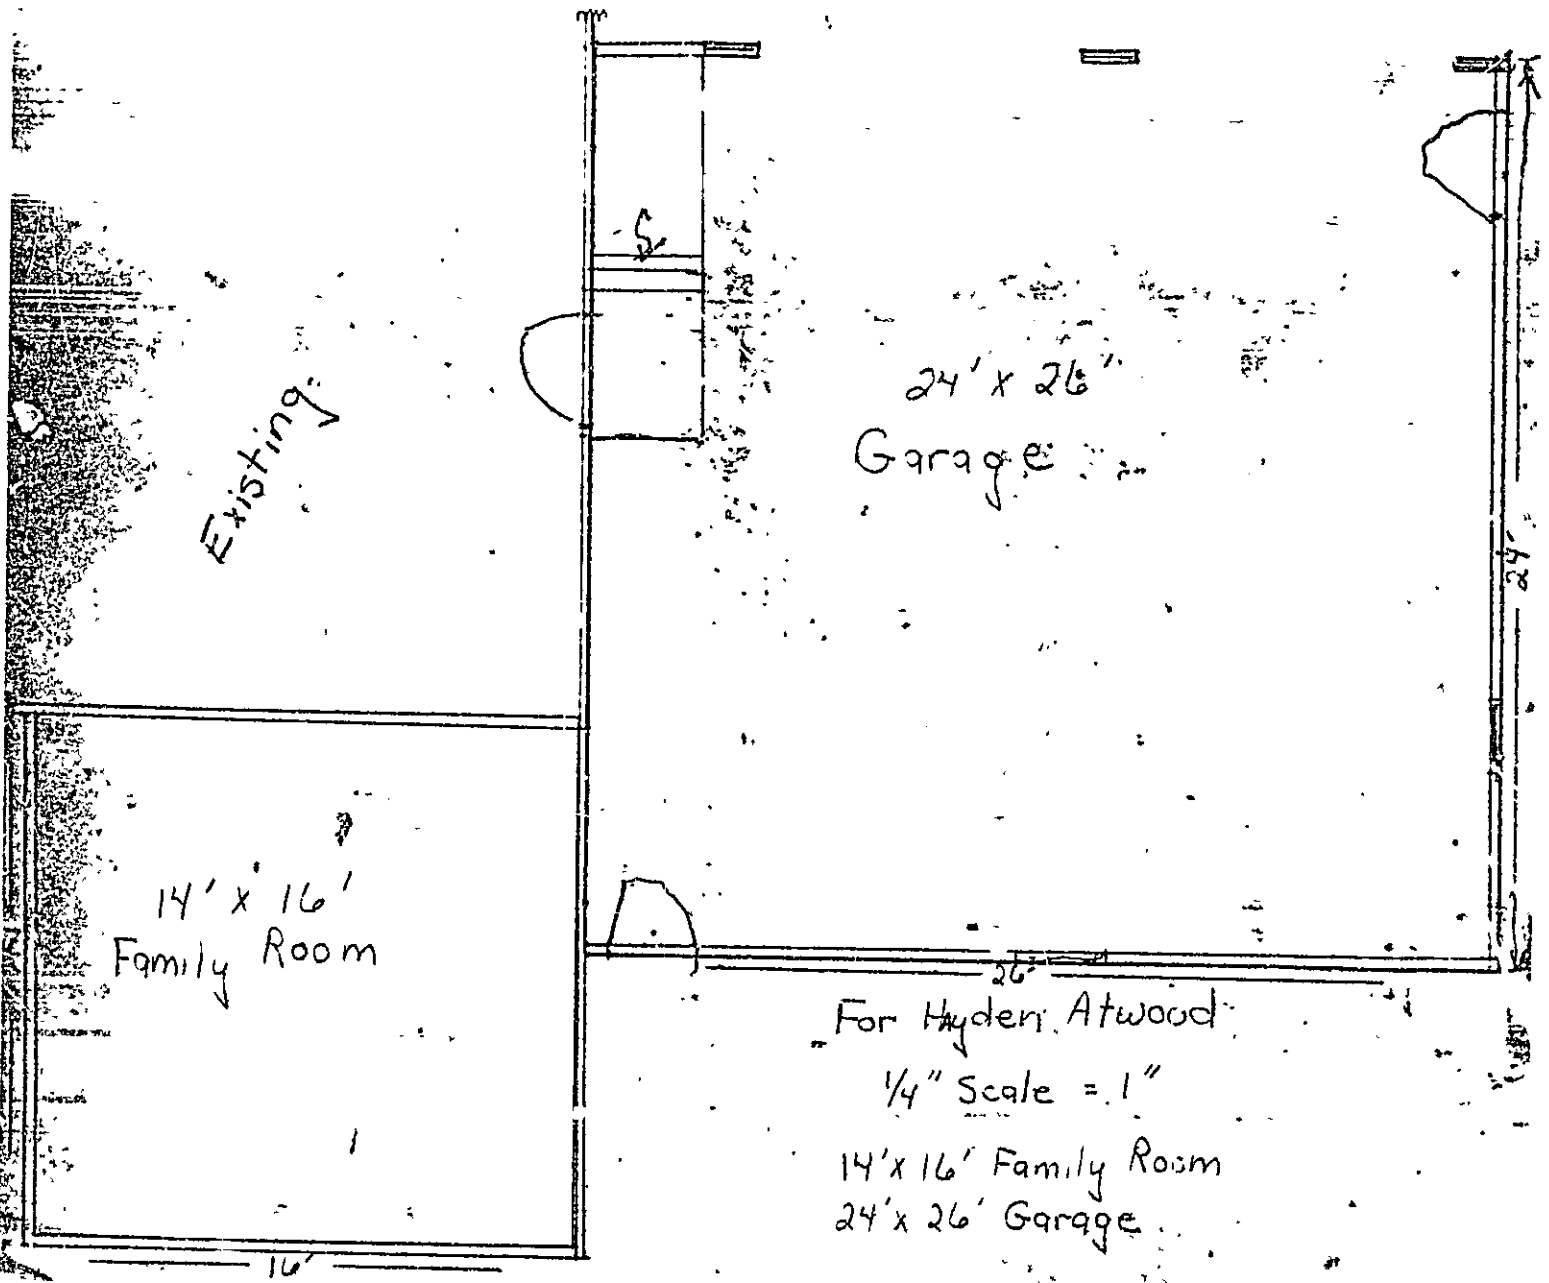 S
Existing
24' x 26'
Garage
24'
14' x 16'
Family Room
26'
For Hayden Atwood
1/4" Scale = 1"
14' x 16' Family Room
24' x 26' Garage
16'